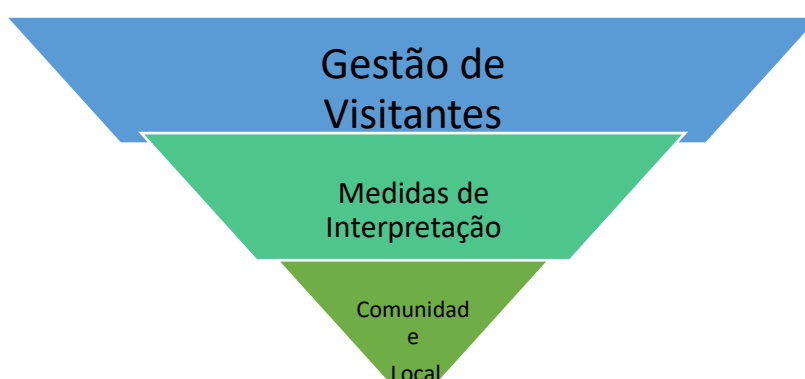 Gestão de
Visitantes
Medidas de
Interpretação
Comunidad
e
Local